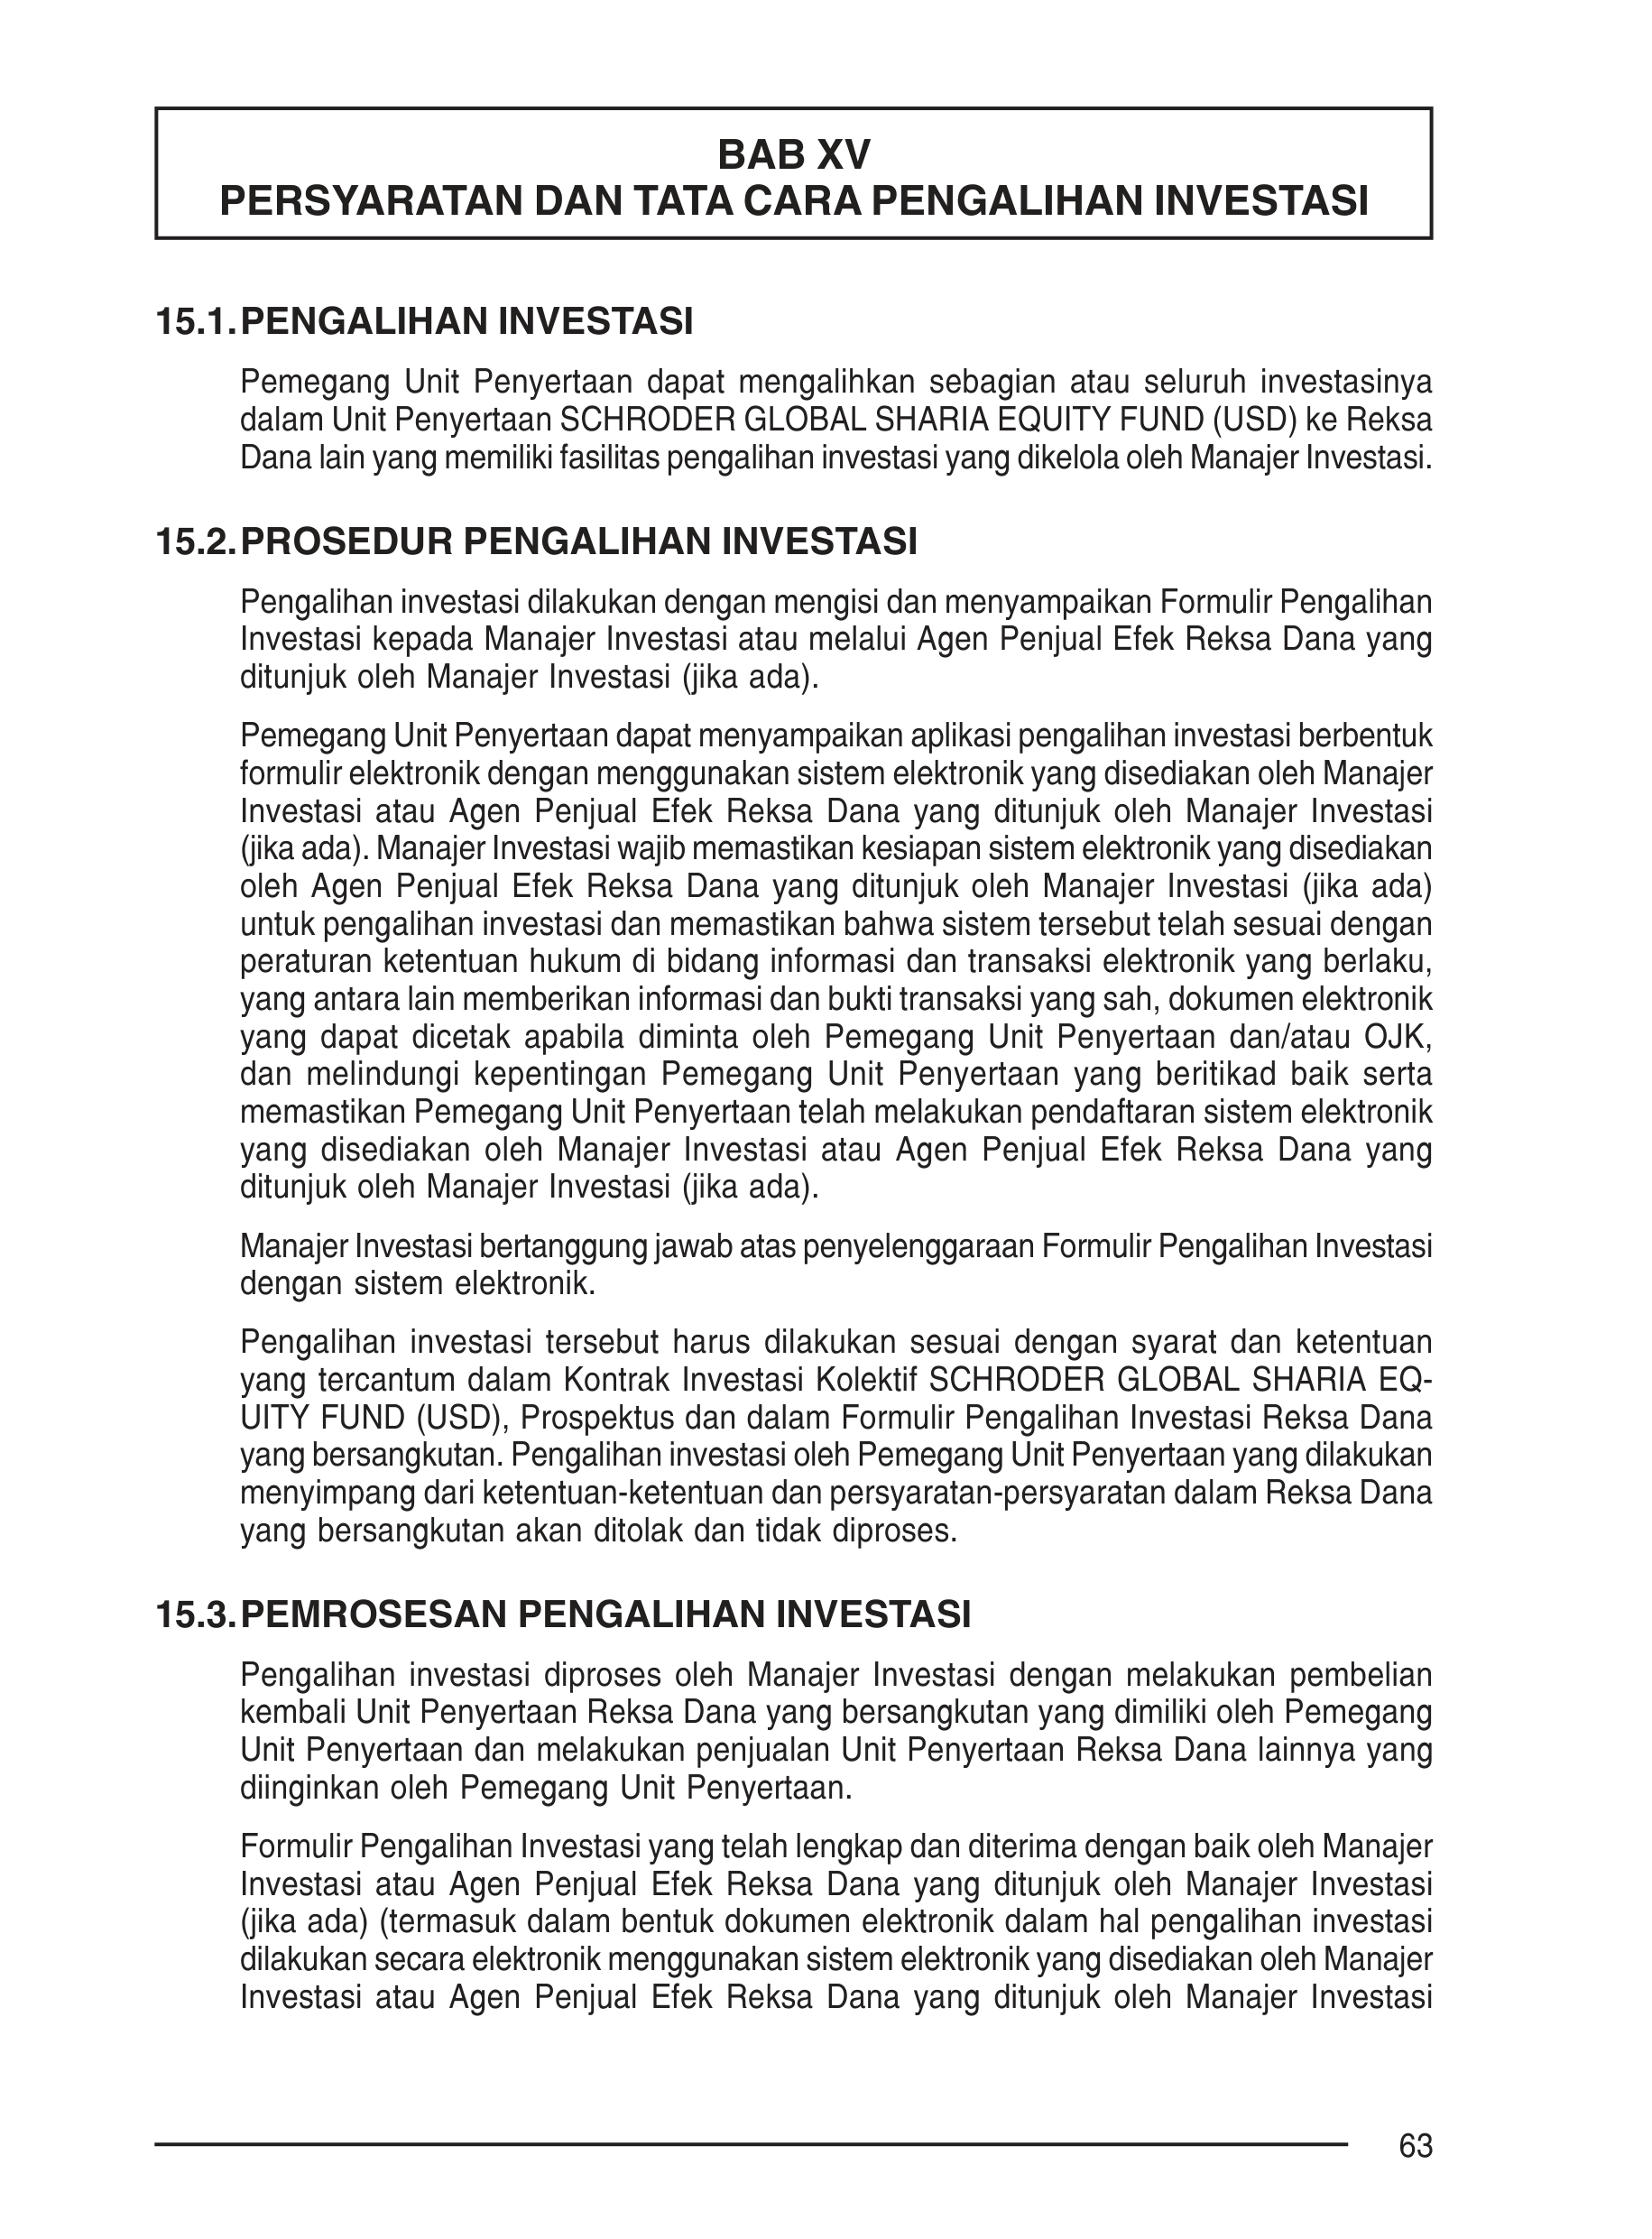 BAB XV
PERSYARATAN DAN TATA CARA PENGALIHAN INVESTASI
15.1. PENGALIHAN INVESTASI
Pemegang Unit Penyertaan dapat mengalihkan sebagian atau seluruh investasinya
dalam Unit Penyertaan SCHRODER GLOBAL SHARIA EQUITY FUND (USD) ke Reksa
Dana lain yang memiliki fasilitas pengalihan investasi yang dikelola oleh Manajer Investasi.
15.2. PROSEDUR PENGALIHAN INVESTASI
Pengalihan investasi dilakukan dengan mengisi dan menyampaikan Formulir Pengalihan
Investasi kepada Manajer Investasi atau melalui Agen Penjual Efek Reksa Dana yang
ditunjuk oleh Manajer Investasi (jika ada).
Pemegang Unit Penyertaan dapat menyampaikan aplikasi pengalihan investasi berbentuk
formulir elektronik dengan menggunakan sistem elektronik yang disediakan oleh Manajer
Investasi atau Agen Penjual Efek Reksa Dana yang ditunjuk oleh Manajer Investasi
(jika ada). Manajer Investasi wajib memastikan kesiapan sistem elektronik yang disediakan
oleh Agen Penjual Efek Reksa Dana yang ditunjuk oleh Manajer Investasi (jika ada)
untuk pengalihan investasi dan memastikan bahwa sistem tersebut telah sesuai dengan
peraturan ketentuan hukum di bidang informasi dan transaksi elektronik yang berlaku,
yang antara lain memberikan informasi dan bukti transaksi yang sah, dokumen elektronik
yang dapat dicetak apabila diminta oleh Pemegang Unit Penyertaan dan/atau OJK,
dan melindungi kepentingan Pemegang Unit Penyertaan yang beritikad baik serta
memastikan Pemegang Unit Penyertaan telah melakukan pendaftaran sistem elektronik
yang disediakan oleh Manajer Investasi atau Agen Penjual Efek Reksa Dana yang
ditunjuk oleh Manajer Investasi (jika ada).
Manajer Investasi bertanggung jawab atas penyelenggaraan Formulir Pengalihan Investasi
dengan sistem elektronik.
Pengalihan investasi tersebut harus dilakukan sesuai dengan syarat dan ketentuan
yang tercantum dalam Kontrak Investasi Kolektif SCHRODER GLOBAL SHARIA EQ-
UITY FUND (USD), Prospektus dan dalam Formulir Pengalihan Investasi Reksa Dana
yang bersangkutan. Pengalihan investasi oleh Pemegang Unit Penyertaan yang dilakukan
menyimpang dari ketentuan-ketentuan dan persyaratan-persyaratan dalam Reksa Dana
yang bersangkutan akan ditolak dan tidak diproses.
15.3. PEMROSESAN PENGALIHAN INVESTASI
Pengalihan investasi diproses oleh Manajer Investasi dengan melakukan pembelian
kembali Unit Penyertaan Reksa Dana yang bersangkutan yang dimiliki oleh Pemegang
Unit Penyertaan dan melakukan penjualan Unit Penyertaan Reksa Dana lainnya yang
diinginkan oleh Pemegang Unit Penyertaan.
Formulir Pengalihan Investasi yang telah lengkap dan diterima dengan baik oleh Manajer
Investasi atau Agen Penjual Efek Reksa Dana yang ditunjuk oleh Manajer Investasi
(jika ada) (termasuk dalam bentuk dokumen elektronik dalam hal pengalihan investasi
dilakukan secara elektronik menggunakan sistem elektronik yang disediakan oleh Manajer
Investasi atau Agen Penjual Efek Reksa Dana yang ditunjuk oleh Manajer Investasi
63